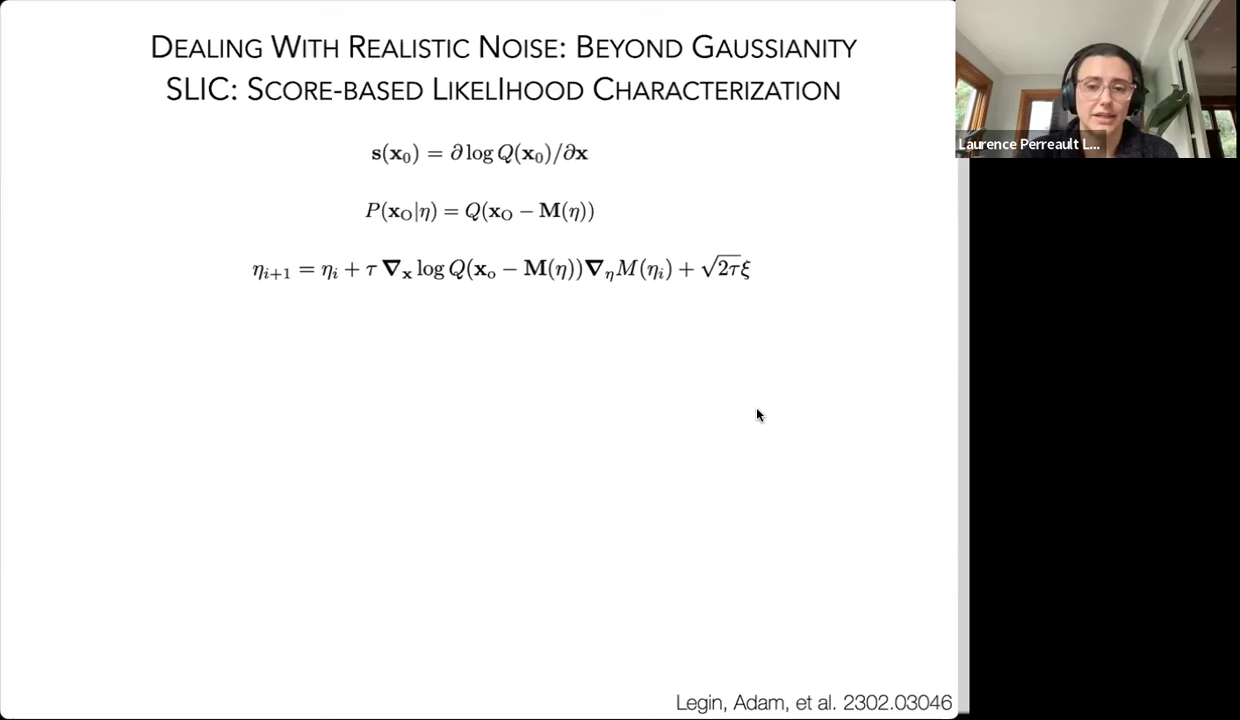 DEALING WITH REALISTIC NOISE: BEYOND GAUSSIANITY
SLIC: SCORE-BASED LIKELIHOOD CHARACTERIZATION
s(x₀) = ∂ log Q(x₀)/∂x
P(x_O|η) = Q(x_O − M(η))
η_{i+1} = η_i + τ ∇_x log Q(x_o − M(η))∇_η M(η_i) + √2τ ξ
Legin, Adam, et al. 2302.03046
Laurence Perreault L...